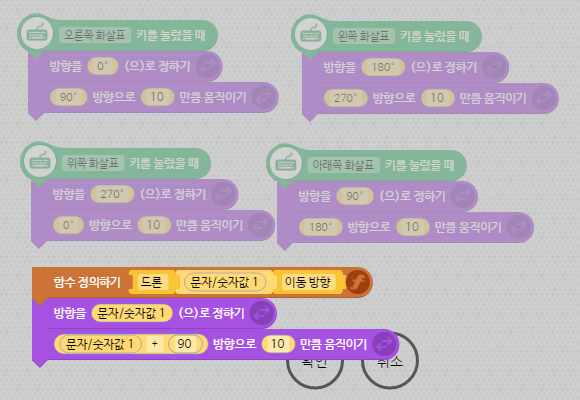 오른쪽 화살표 키를 눌렀을 때
방향을 0° (으)로 정하기
90° 방향으로 10 만큼 움직이기
왼쪽 화살표 키를 눌렀을 때
방향을 180° (으)로 정하기
270° 방향으로 10 만큼 움직이기
위쪽 화살표 키를 눌렀을 때
방향을 270° (으)로 정하기
0° 방향으로 10 만큼 움직이기
아래쪽 화살표 키를 눌렀을 때
방향을 90° (으)로 정하기
180° 방향으로 10 만큼 움직이기
함수 정의하기 드론 문자/숫자값 1 이동 방향
방향을 문자/숫자값 1 (으)로 정하기
문자/숫자값 1 + 90 방향으로 10 만큼 움직이기
확인 취소